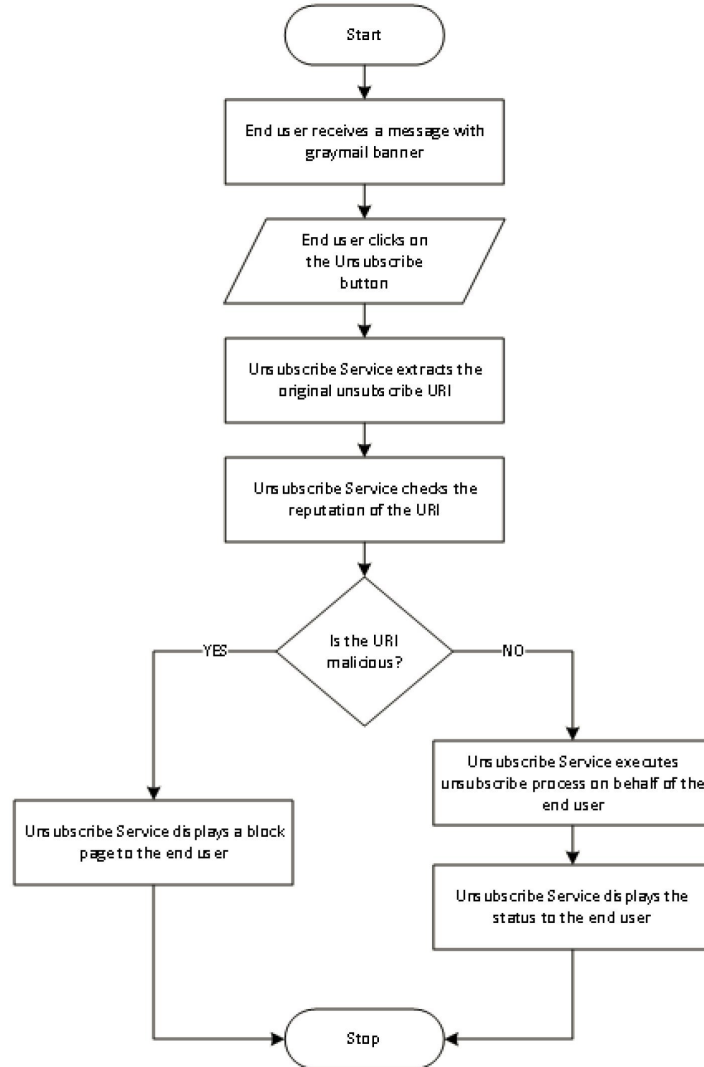 Start
End user receives a message with
graymail banner
End user clicks on
the Unsubscribe
button
Unsubscribe Service extracts the
original unsubscribe URI
Unsubscribe Service checks the
reputation of the URI
Is the URI
malicious?
YES
NO
Unsubscribe Service executes
unsubscribe process on behalf of the
end user
Unsubscribe Service displays a block
page to the end user
Unsubscribe Service displays the
status to the end user
Stop